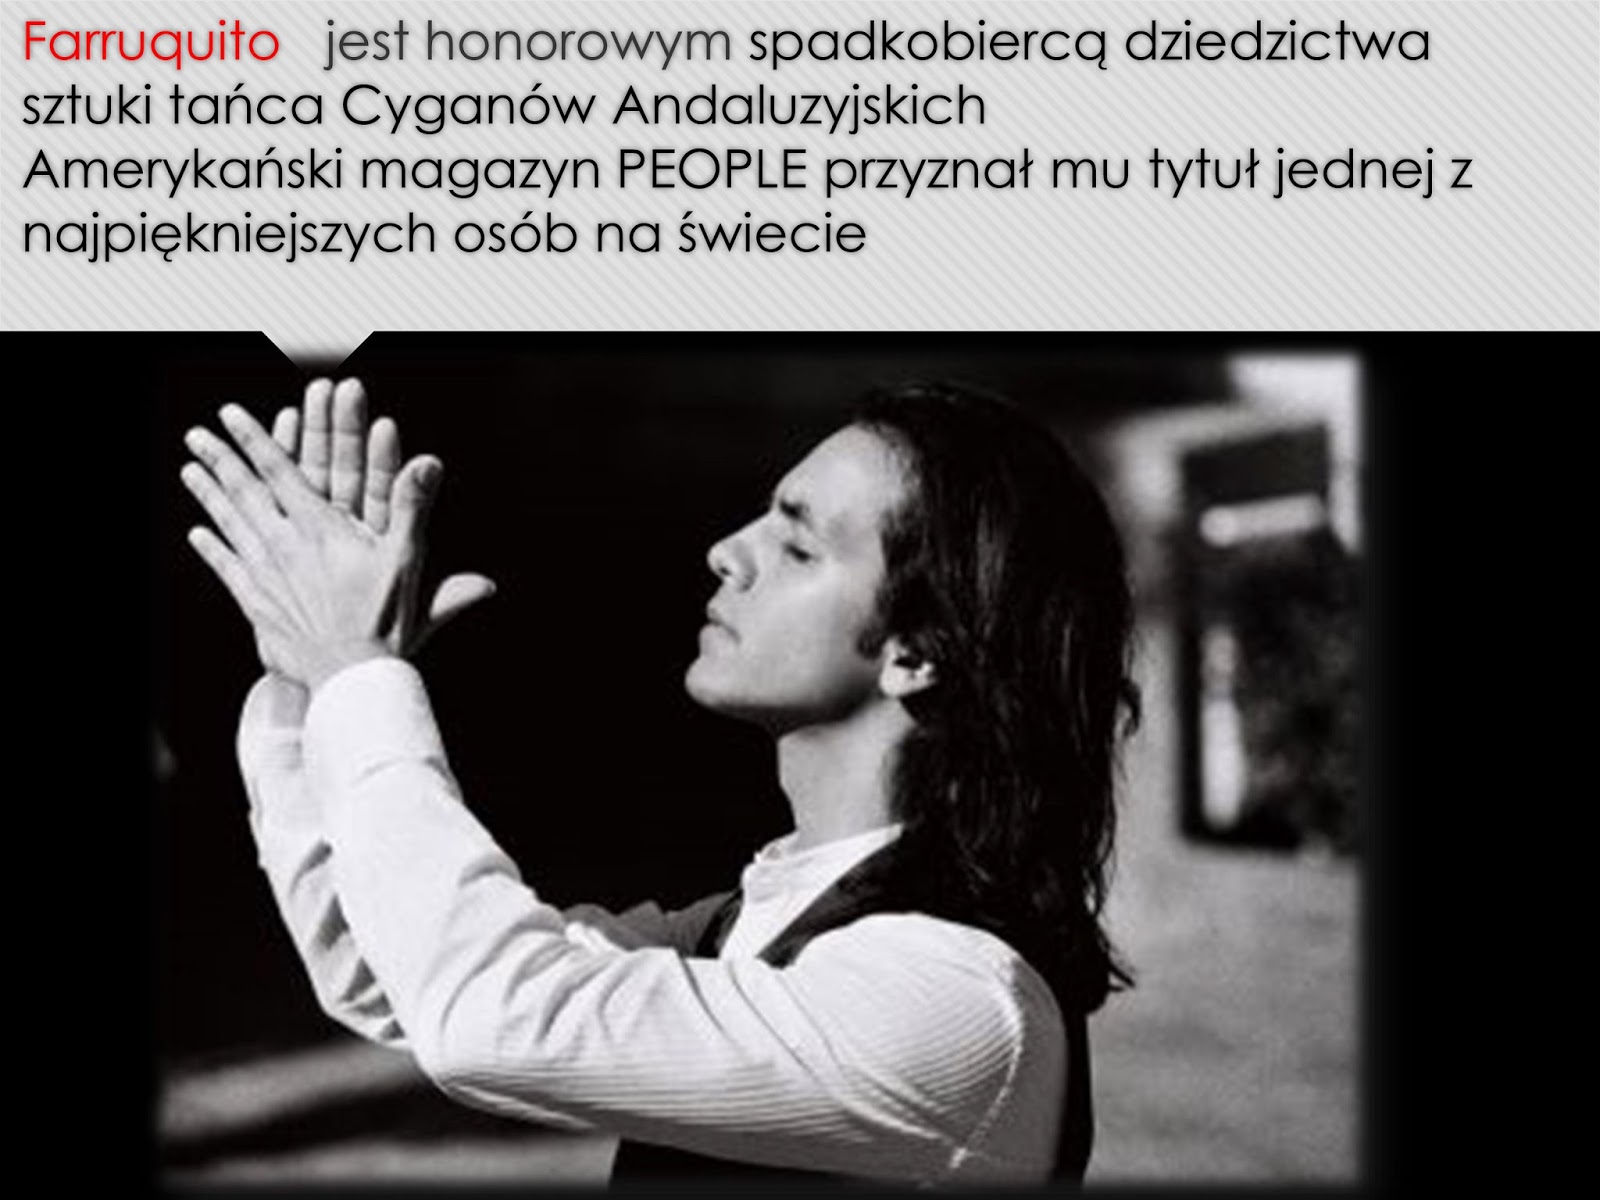 Farruquito jest honorowym spadkobiercą dziedzictwa
sztuki tańca Cyganów Andaluzyjskich
Amerykański magazyn PEOPLE przyznał mu tytuł jednej z
najpiękniejszych osób na świecie